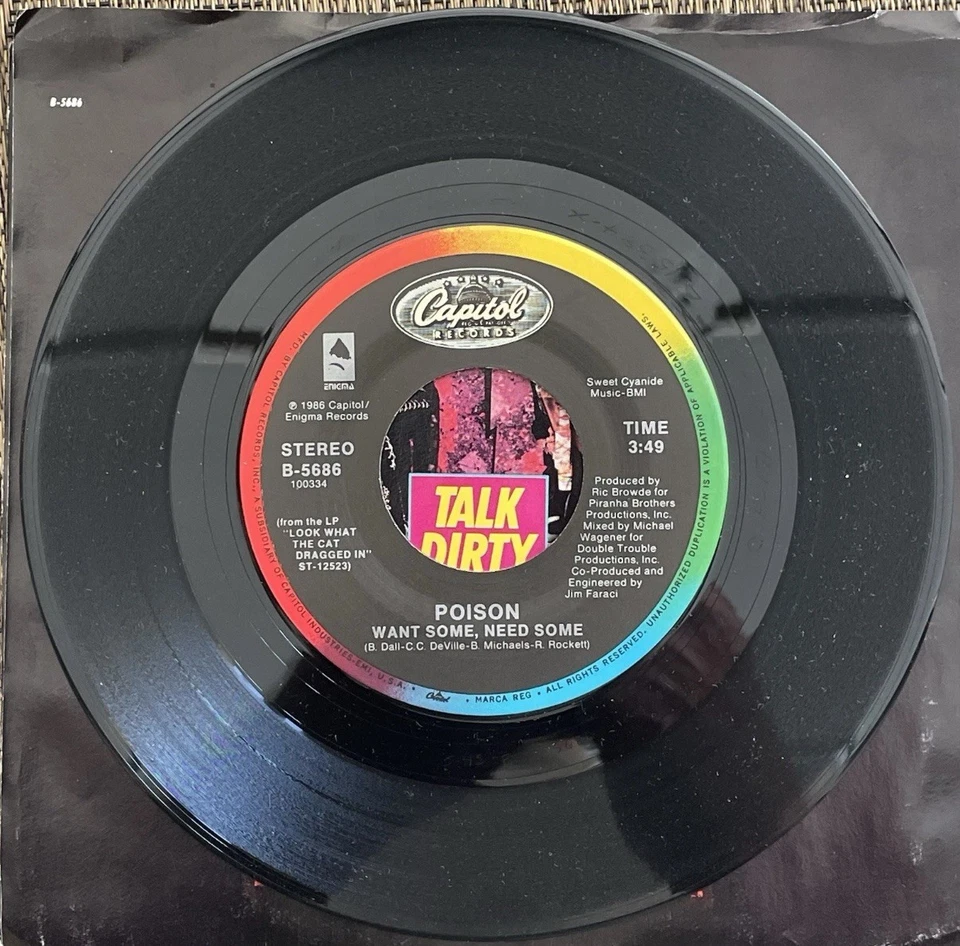 B-5686
Capitol
RECORDS
ENIGMA
℗ 1986 Capitol/
Enigma Records
STEREO
B-5686
100334
(from the LP
"LOOK WHAT
THE CAT
DRAGGED IN"
ST-12523)
TALK
DIRTY
Sweet Cyanide
Music-BMI
TIME
3:49
Produced by
Ric Browde for
Piranha Brothers
Productions, Inc.
Mixed by Michael
Wagener for
Double Trouble
Productions, Inc.
Co-Produced and
Engineered by
Jim Faraci
POISON
WANT SOME, NEED SOME
(B. Dall-C.C. DeVille-B. Michaels-R. Rockett)
MFD. BY CAPITOL RECORDS, INC., A SUBSIDIARY OF CAPITOL INDUSTRIES-EMI, U.S.A. • Capitol • MARCA REG • ALL RIGHTS RESERVED. UNAUTHORIZED DUPLICATION IS A VIOLATION OF APPLICABLE LAWS.